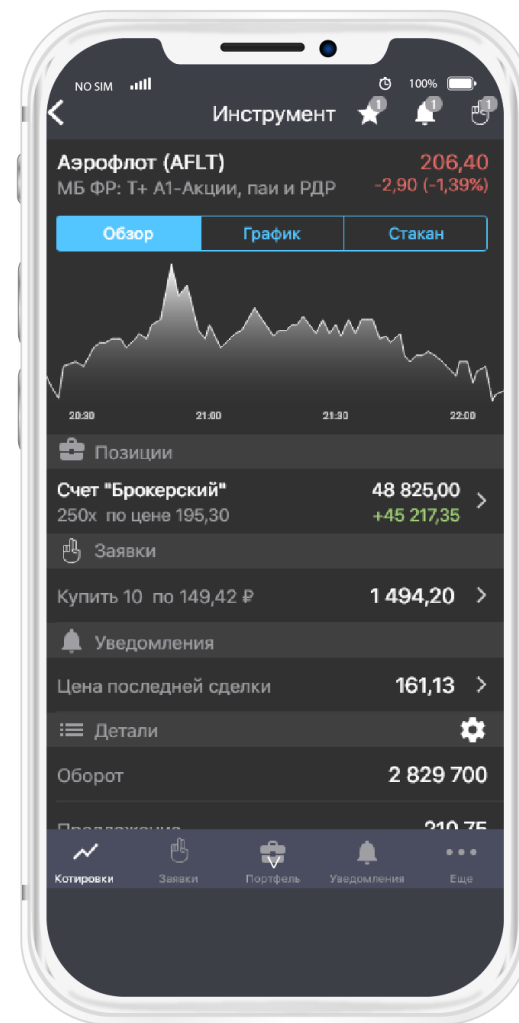 NO SIM 100%
Инструмент 1 1 1
Аэрофлот (AFLT) 206,40
МБ ФР: Т+ А1-Акции, паи и РДР -2,90 (-1,39%)
Обзор График Стакан
20:30 21:00 21:30 22:00
Позиции
Счет "Брокерский" 48 825,00
250x по цене 195,30 +45 217,35
Заявки
Купить 10 по 149,42 ₽ 1 494,20
Уведомления
Цена последней сделки 161,13
Детали
Оборот 2 829 700
Предложение 210,75
Котировки Заявки Портфель Уведомления Еще